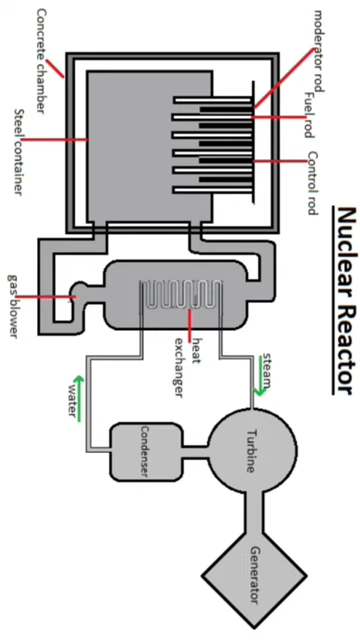 Nuclear Reactor
moderator rod
Fuel rod
Control rod
Concrete chamber
Steel container
gas blower
heat
exchanger
steam
water
Turbine
Condenser
Generator